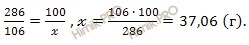 286/106 = 100/x, x = 106·100/286 = 37,06 (г).